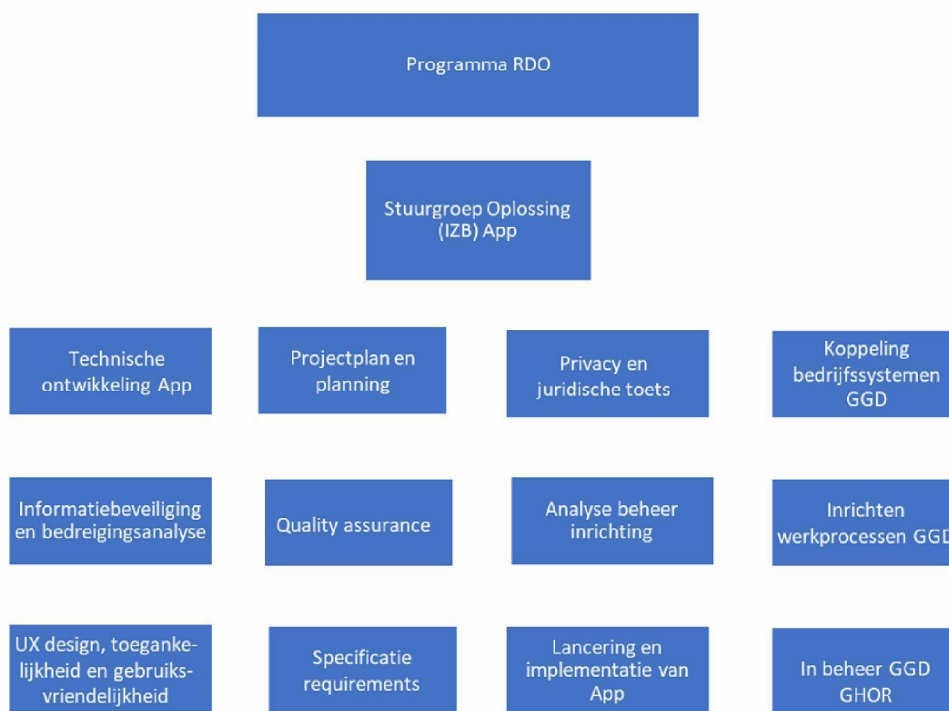 Programma RDO
Stuurgroep Oplossing
(IZB) App
Technische
ontwikkeling App
Projectplan en
planning
Privacy en
juridische toets
Koppeling
bedrijfssystemen
GGD
Informatiebeveiliging
en bedreigingsanalyse
Quality assurance
Analyse beheer
inrichting
Inrichten
werkprocessen GGD
UX design, toeganke-
lijkheid en gebruiks-
vriendelijkheid
Specificatie
requirements
Lancering en
implementatie van
App
In beheer GGD
GHOR